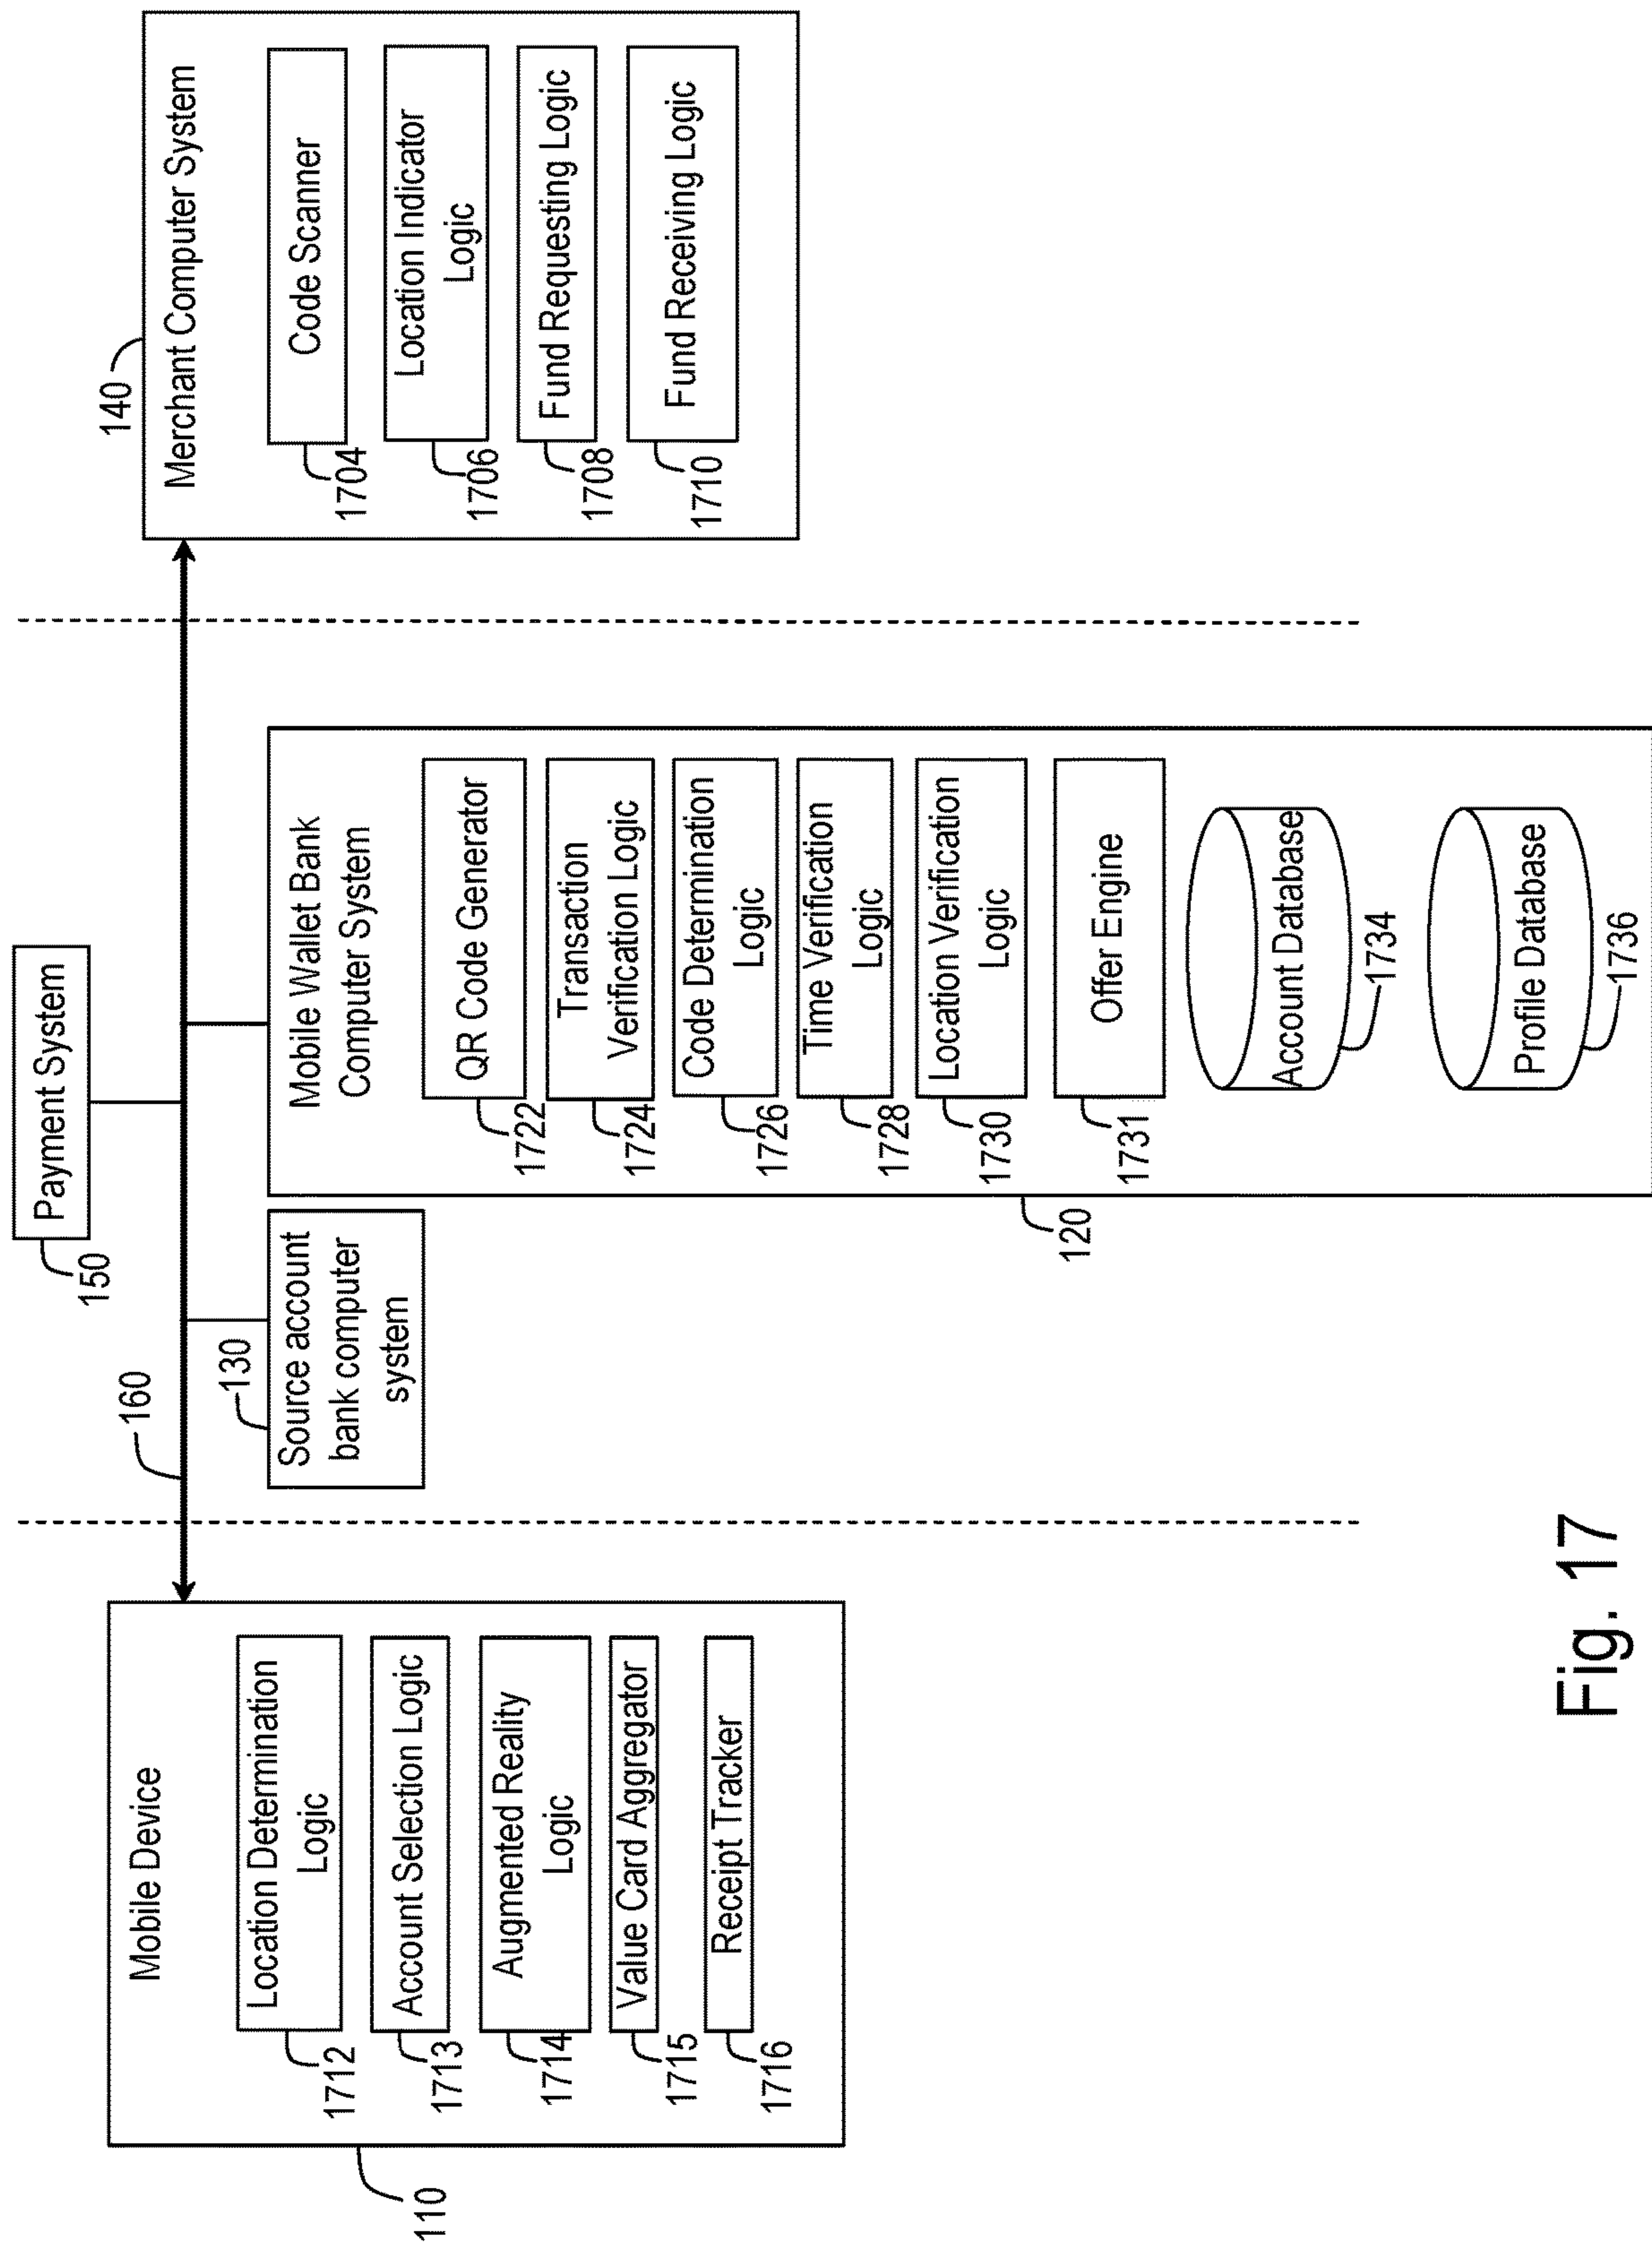 Payment System
150
160
Mobile Device
110
Location Determination
Logic
1712
Account Selection Logic
1713
Augmented Reality
Logic
1714
Value Card Aggregator
1715
Receipt Tracker
1716
130
Source account
bank computer
system
Mobile Wallet Bank
Computer System
120
QR Code Generator
1722
Transaction
Verification Logic
1724
Code Determination
Logic
1726
Time Verification
Logic
1728
Location Verification
Logic
1730
Offer Engine
1731
Account Database
1734
Profile Database
1736
140
Merchant Computer System
Code Scanner
1704
Location Indicator
Logic
1706
Fund Requesting Logic
1708
Fund Receiving Logic
1710
Fig. 17